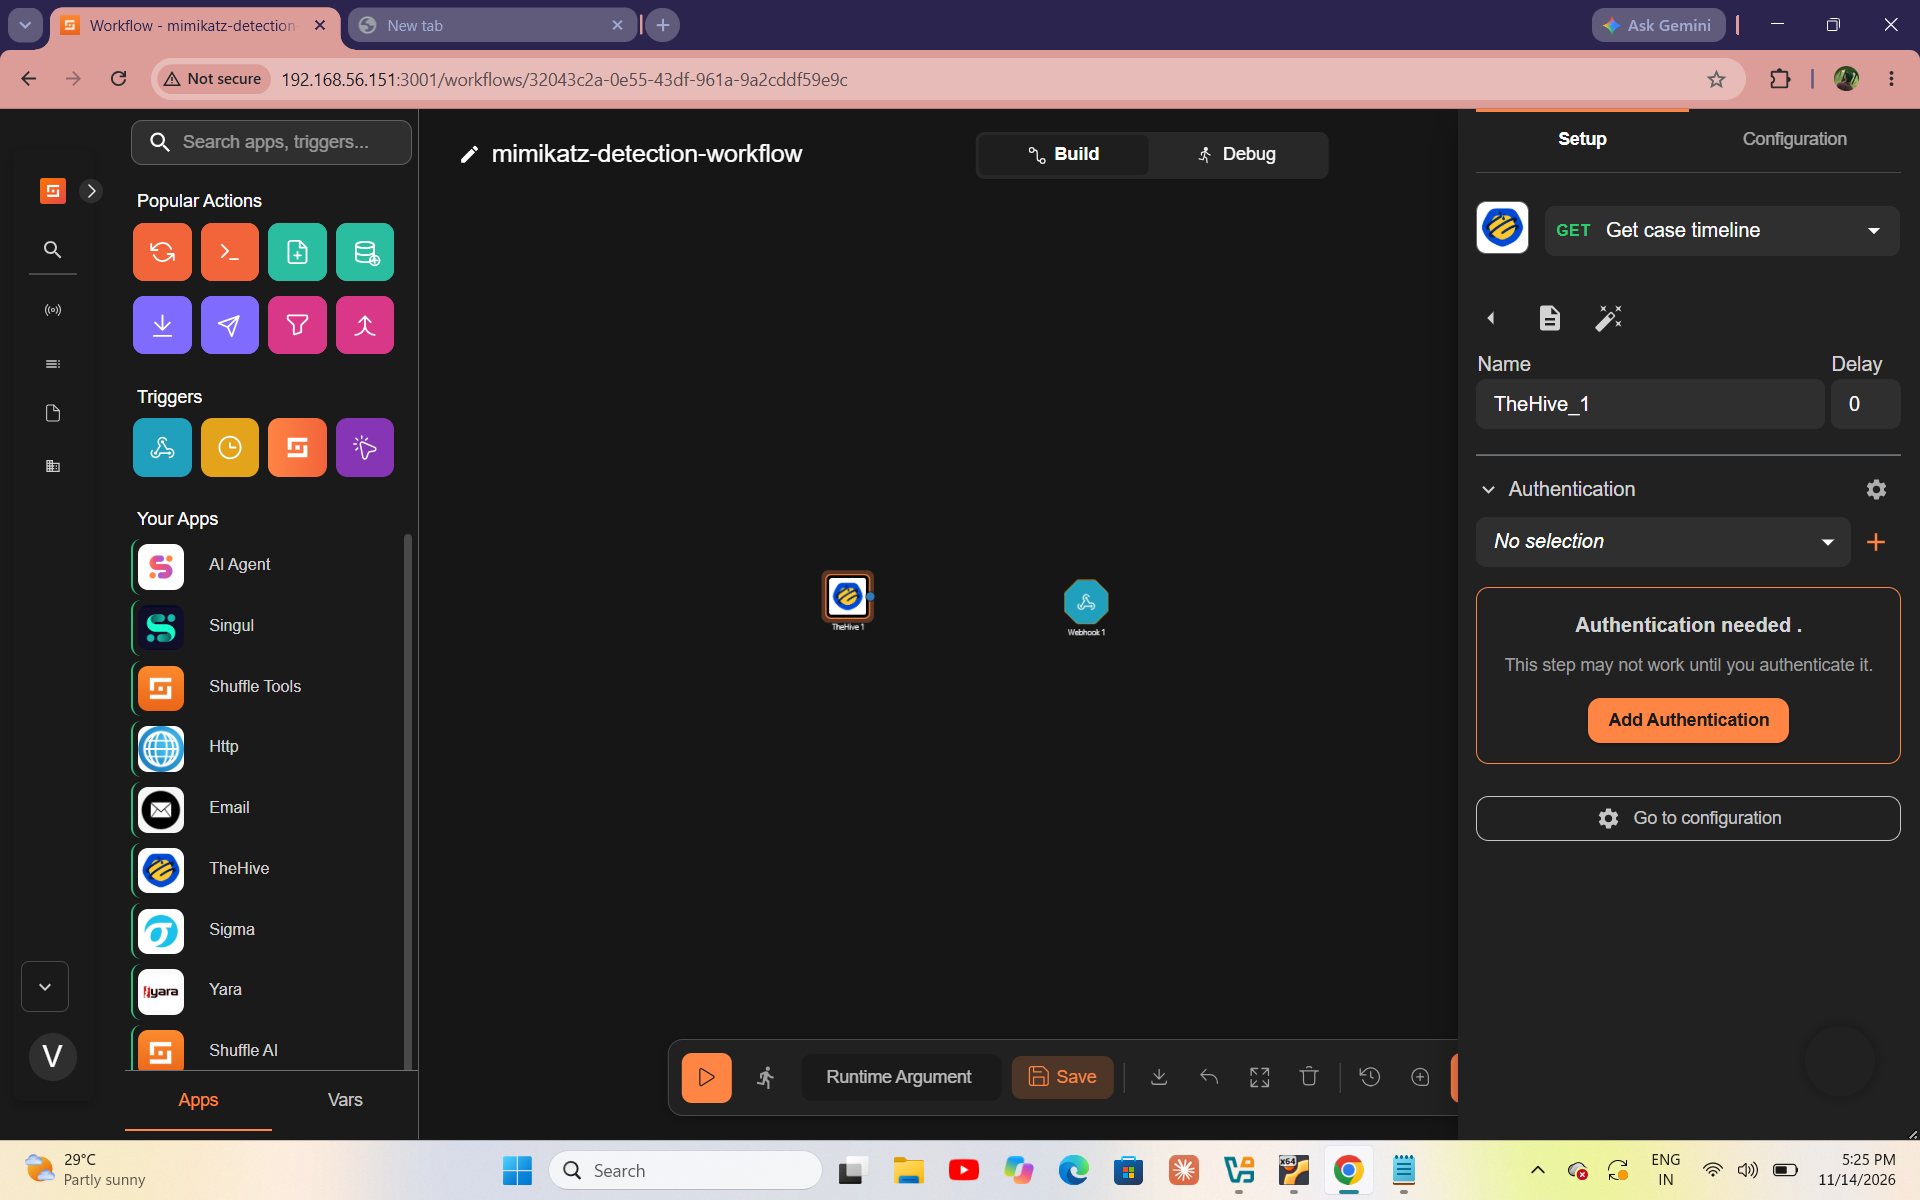 Workflow - mimikatz-detection-
New tab
Ask Gemini
Not secure
192.168.56.151:3001/workflows/32043c2a-0e55-43df-961a-9a2cddf59e9c
Search apps, triggers...
Popular Actions
Triggers
Your Apps
AI Agent
Singul
Shuffle Tools
Http
Email
TheHive
Sigma
yara
Yara
Shuffle AI
V
Apps
Vars
mimikatz-detection-workflow
Build
Debug
TheHive 1
Webhook 1
Runtime Argument
Save
Setup
Configuration
GET Get case timeline
Name
Delay
TheHive_1
0
Authentication
No selection
Authentication needed .
This step may not work until you authenticate it.
Add Authentication
Go to configuration
29°C
Partly sunny
Search
x64
ENG
IN
5:25 PM
11/14/2026